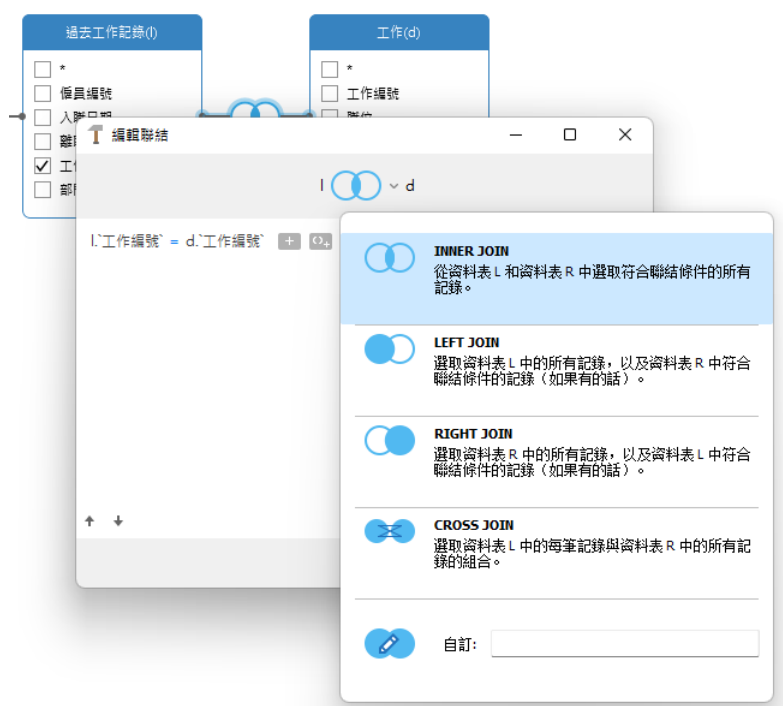 過去工作記錄(l)
工作(d)
*
僱員編號
入職日期
工
*
工作編號
職位
編輯聯結
l
d
l.`工作編號` = d.`工作編號`
INNER JOIN
從資料表 L 和資料表 R 中選取符合聯結條件的所有
記錄。
LEFT JOIN
選取資料表 L 中的所有記錄，以及資料表 R 中符合
聯結條件的記錄（如果有的話）。
RIGHT JOIN
選取資料表 R 中的所有記錄，以及資料表 L 中符合
聯結條件的記錄（如果有的話）。
CROSS JOIN
選取資料表 L 中的每筆記錄與資料表 R 中的所有記
錄的組合。
自訂: